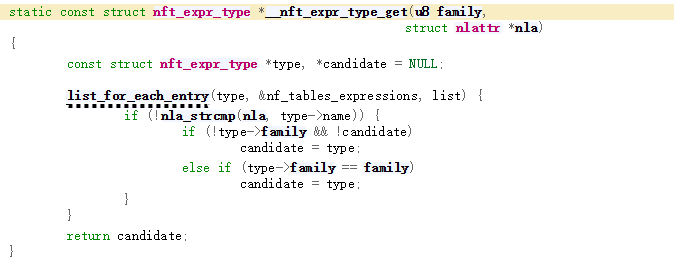 static const struct nft_expr_type *__nft_expr_type_get(u8 family,
struct nlattr *nla)
{
const struct nft_expr_type *type, *candidate = NULL;
list_for_each_entry(type, &nf_tables_expressions, list) {
if (!nla_strcmp(nla, type->name)) {
if (!type->family && !candidate)
candidate = type;
else if (type->family == family)
candidate = type;
}
}
return candidate;
}